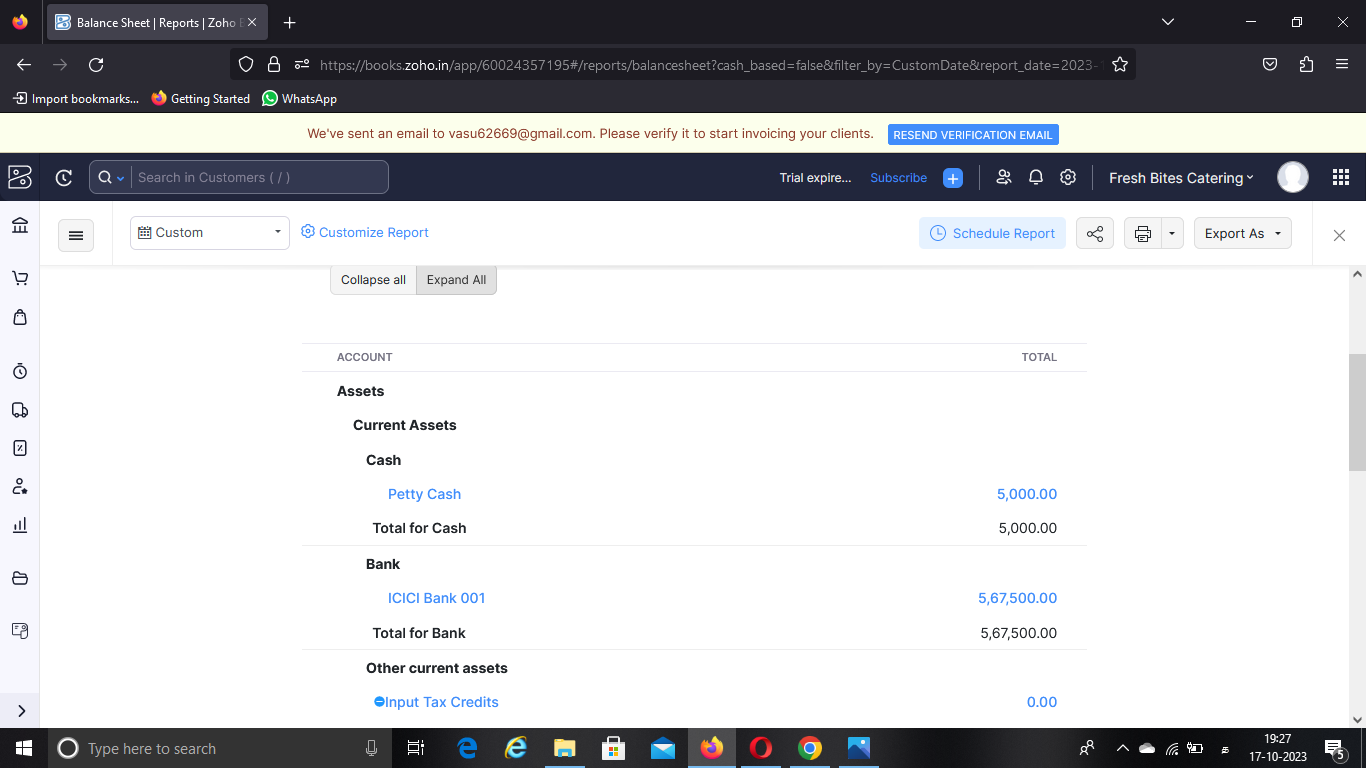 Balance Sheet | Reports | Zoho
https://books.zoho.in/app/60024357195#/reports/balancesheet?cash_based=false&filter_by=CustomDate&report_date=2023-
Import bookmarks... Getting Started WhatsApp
We've sent an email to vasu62669@gmail.com. Please verify it to start invoicing your clients. RESEND VERIFICATION EMAIL
Search in Customers ( / ) Trial expire... Subscribe Fresh Bites Catering
Custom Customize Report Schedule Report Export As
Collapse all Expand All
ACCOUNT TOTAL
Assets
Current Assets
Cash
Petty Cash 5,000.00
Total for Cash 5,000.00
Bank
ICICI Bank 001 5,67,500.00
Total for Bank 5,67,500.00
Other current assets
Input Tax Credits 0.00
Type here to search
19:27
17-10-2023
5